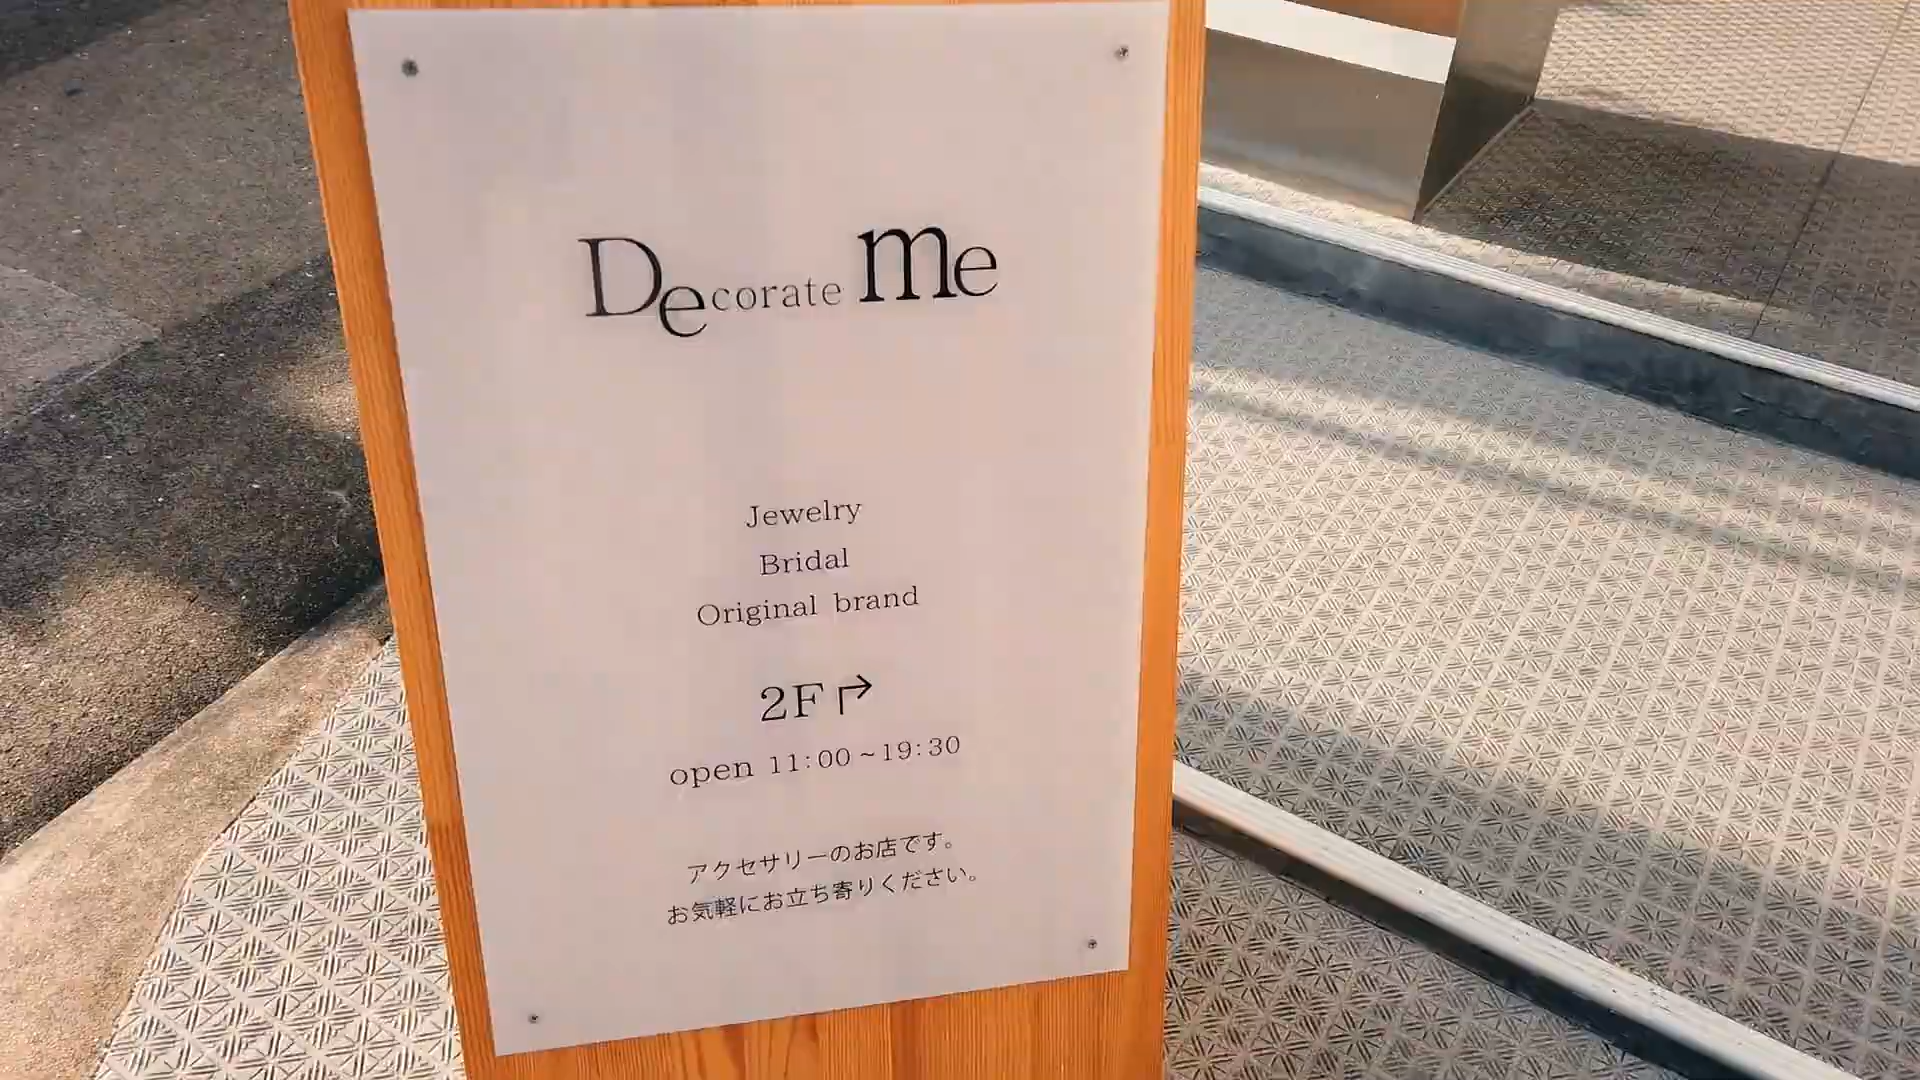 Decorate me
Jewelry
Bridal
Original brand
2F↱
open 11:00～19:30
アクセサリーのお店です。
お気軽にお立ち寄りください。